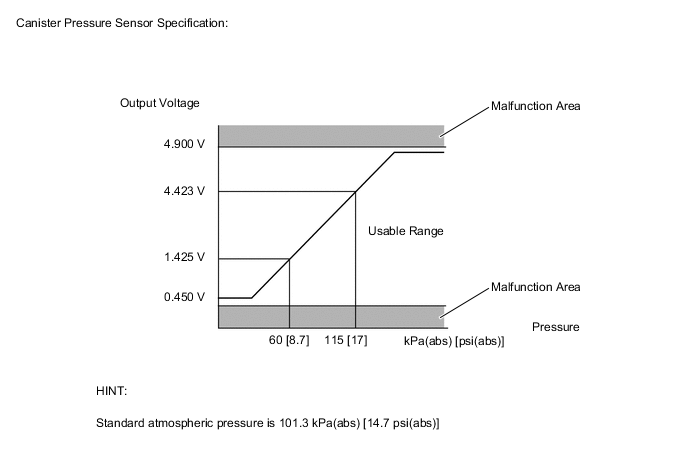 Canister Pressure Sensor Specification:
Output Voltage
Malfunction Area
4.900 V
4.423 V
Usable Range
1.425 V
Malfunction Area
0.450 V
Pressure
60 [8.7] 115 [17] kPa(abs) [psi(abs)]
HINT:
Standard atmospheric pressure is 101.3 kPa(abs) [14.7 psi(abs)]